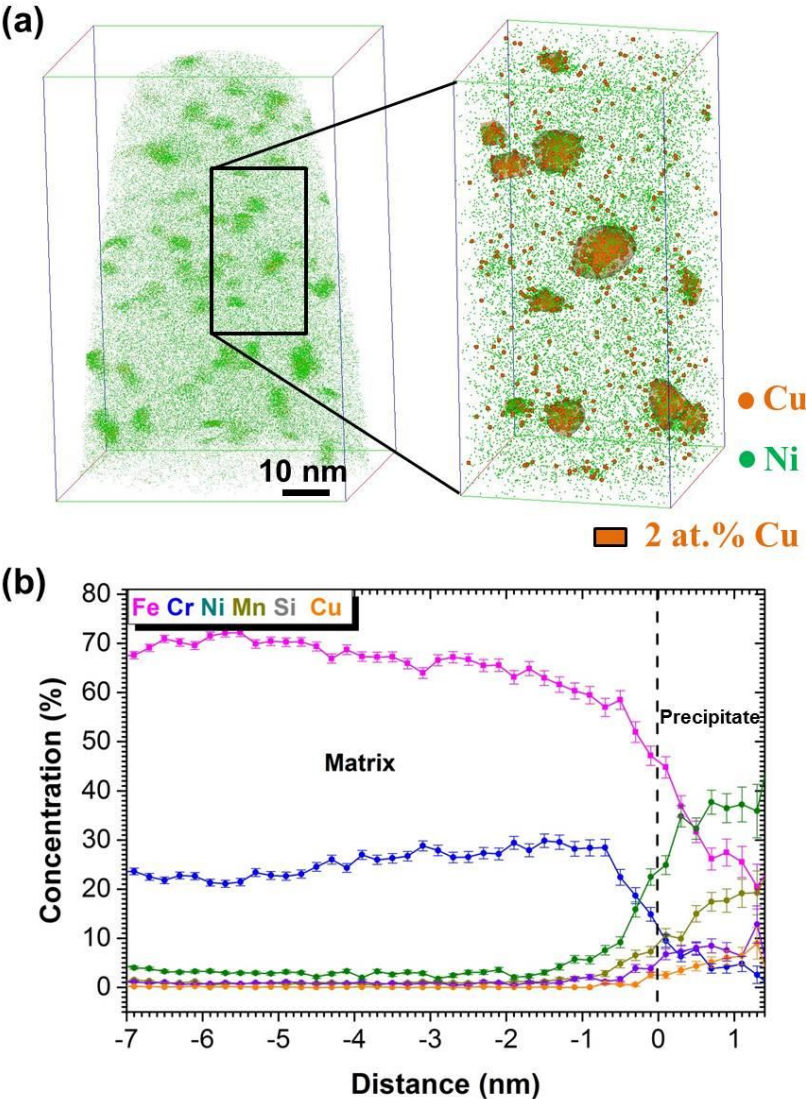 (a)
10 nm
Cu
Ni
2 at.% Cu
(b)
Fe Cr Ni Mn Si Cu
80
70
60
50
40
30
20
10
0
Concentration (%)
Matrix
Precipitate
-7 -6 -5 -4 -3 -2 -1 0 1
Distance (nm)